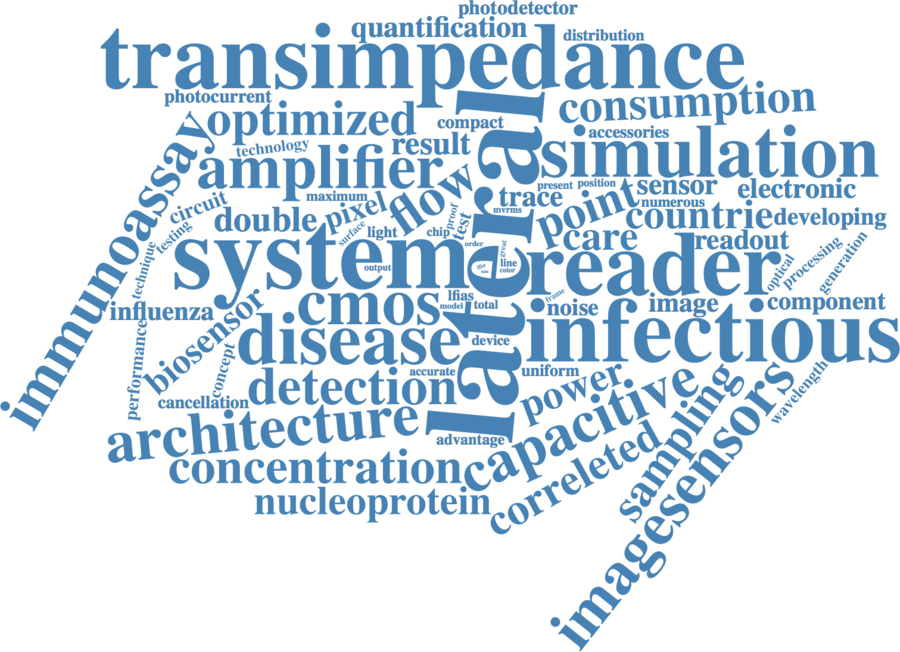 photodetector
quantification
distribution
transimpedance
photocurrent
consumption
optimized
compact
accessories
technology
result
simulation
amplifier
immunoassay
lateral
flow
maximum
trace
present
position
sensor
electronic
circuit
pixel
point
numerous
mvrms
double
light
chip
proof
test
countrie
developing
testing
surface
care
readout
system
order
great
technique
output
lfia
use
line
color
reader
optical
processing
generation
influenza
cmos
lfias
model
total
frame
noise
image
component
biosensor
disease
device
infectious
performance
concept
accurate
uniform
detection
cancellation
power
wavelength
architecture
advantage
capacitive
sampling
concentration
correleted
imagesensors
nucleoprotein